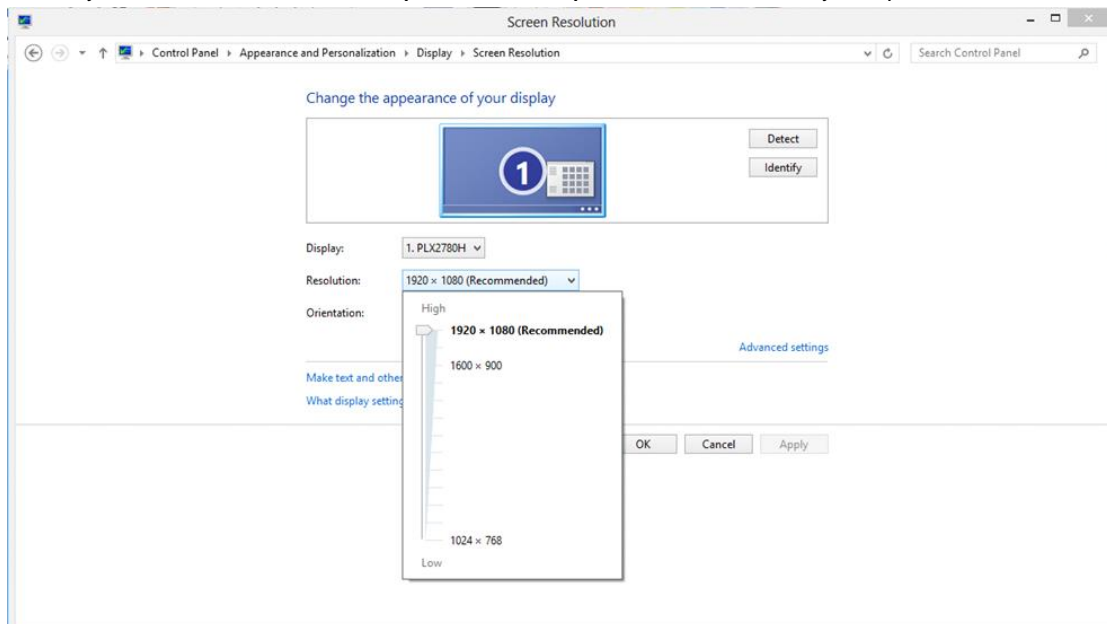 Screen Resolution
Control Panel Appearance and Personalization Display Screen Resolution
Search Control Panel
Change the appearance of your display
1
Detect
Identify
Display: 1. PLX2780H
Resolution: 1920 × 1080 (Recommended)
Orientation:
High
1920 × 1080 (Recommended)
1600 × 900
1024 × 768
Low
Advanced settings
Make text and other
What display setting
OK Cancel Apply